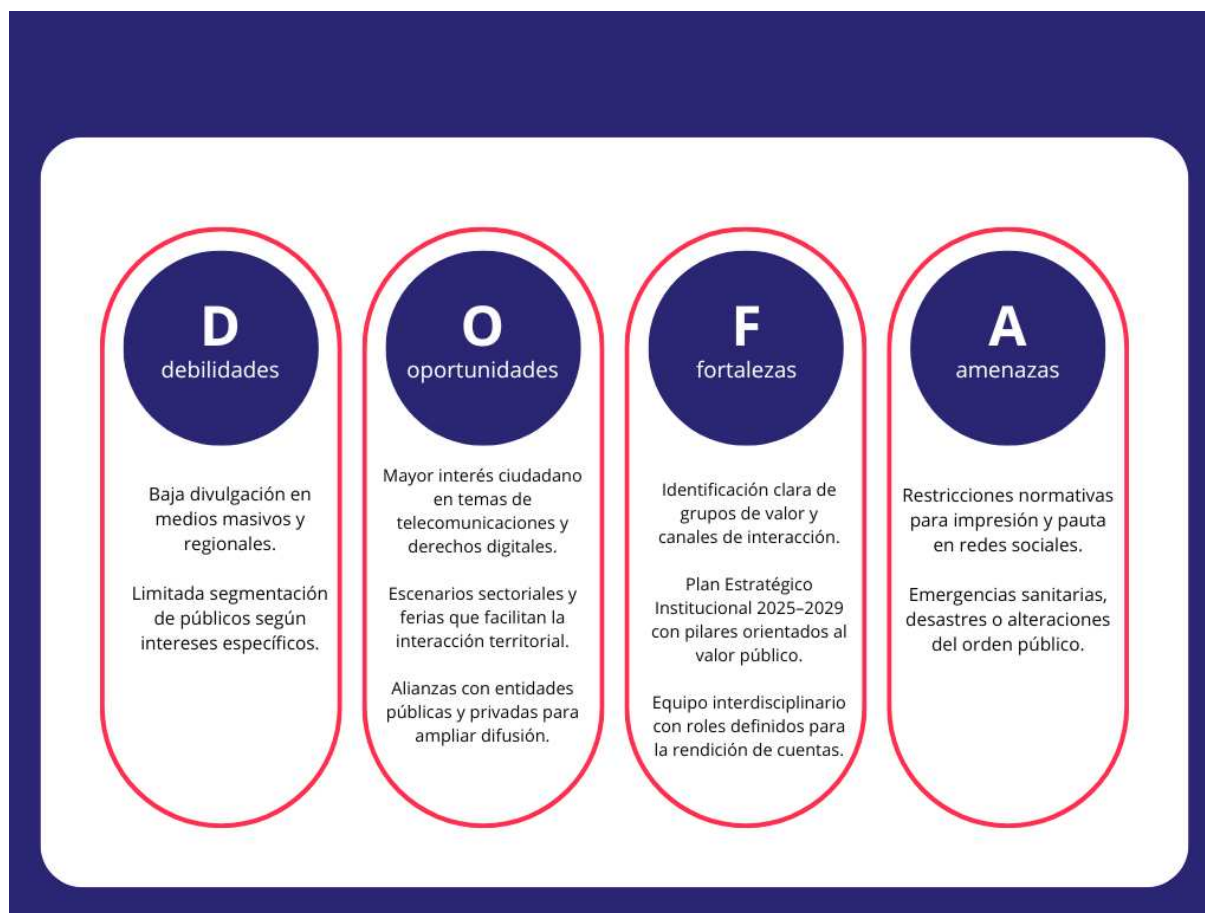 D
debilidades
Baja divulgación en
medios masivos y
regionales.
Limitada segmentación
de públicos según
intereses específicos.
O
oportunidades
Mayor interés ciudadano
en temas de
telecomunicaciones y
derechos digitales.
Escenarios sectoriales y
ferias que facilitan la
interacción territorial.
Alianzas con entidades
públicas y privadas para
ampliar difusión.
F
fortalezas
Identificación clara de
grupos de valor y
canales de interacción.
Plan Estratégico
Institucional 2025–2029
con pilares orientados al
valor público.
Equipo interdisciplinario
con roles definidos para
la rendición de cuentas.
A
amenazas
Restricciones normativas
para impresión y pauta
en redes sociales.
Emergencias sanitarias,
desastres o alteraciones
del orden público.